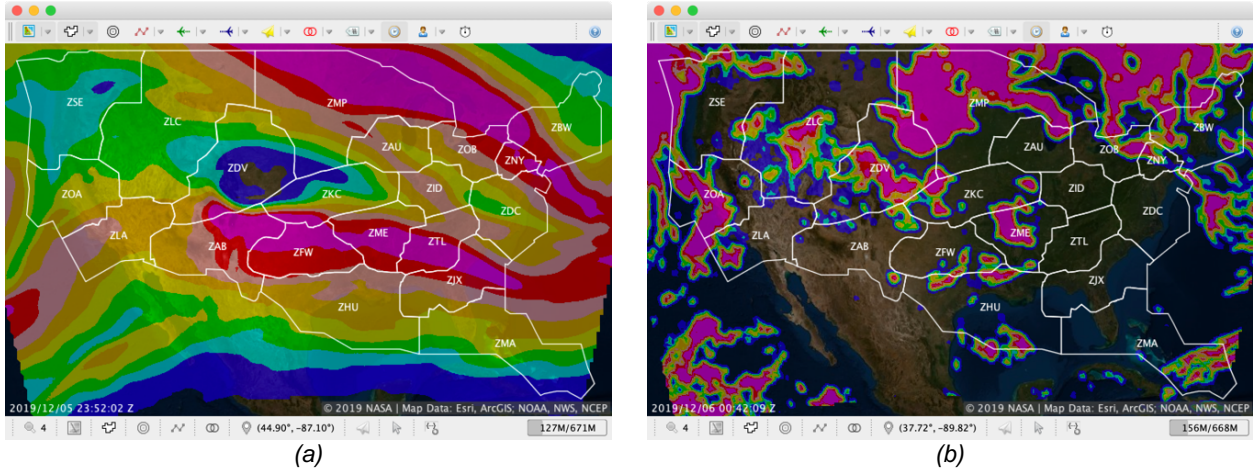 ZSE
ZLC
ZMP
ZBW
ZAU
ZOB
ZNY
ZDV
ZOA
ZKC
ZID
ZDC
ZLA
ZAB
ZFW
ZME
ZTL
ZJX
ZHU
ZMA
2019/12/05 23:52:02 Z
© 2019 NASA | Map Data: Esri, ArcGIS; NOAA, NWS, NCEP
4
(44.90°, -87.10°)
127M/671M
(a)
ZSE
ZLC
ZMP
ZBW
ZAU
ZOB
ZNY
ZDV
ZOA
ZKC
ZID
ZDC
ZLA
ZAB
ZFW
ZME
ZTL
ZJX
ZHU
ZMA
2019/12/06 00:42:09 Z
© 2019 NASA | Map Data: Esri, ArcGIS; NOAA, NWS, NCEP
4
(37.72°, -89.82°)
156M/668M
(b)